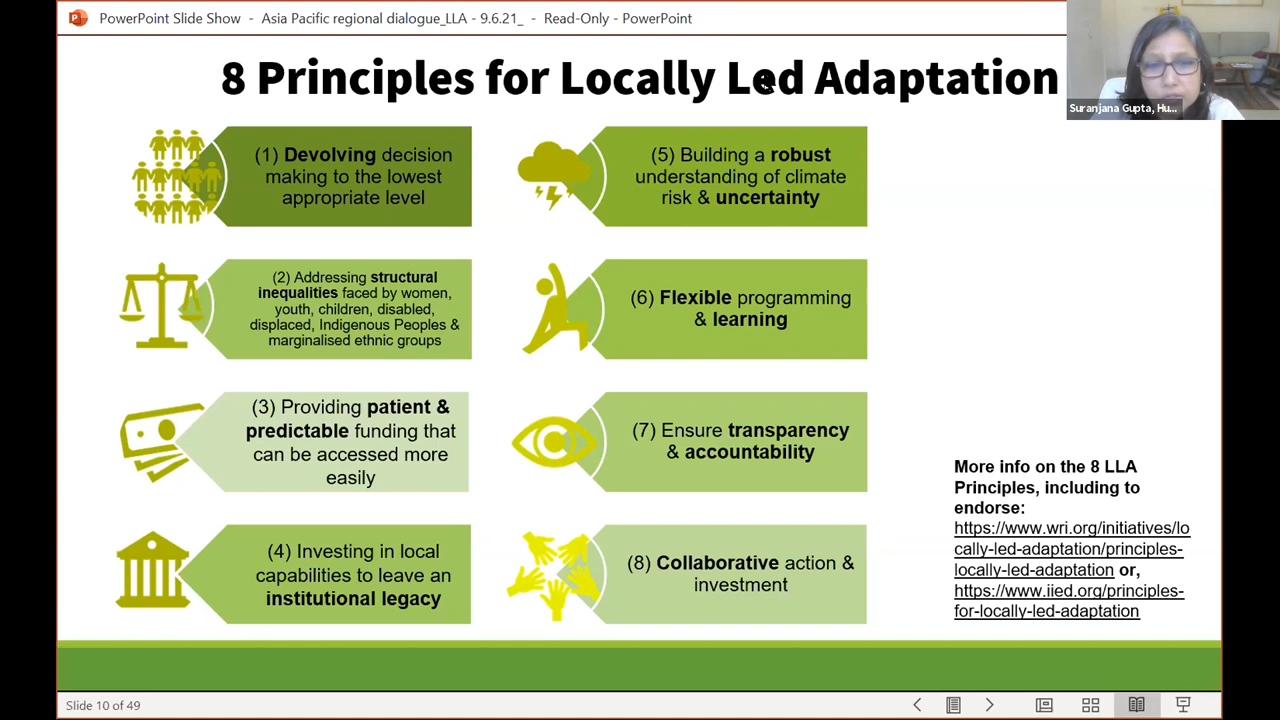 PowerPoint Slide Show - Asia Pacific regional dialogue_LLA - 9.6.21_ - Read-Only - PowerPoint
Suranjana Gupta, Hu...
8 Principles for Locally Led Adaptation
(1) Devolving decision
making to the lowest
appropriate level
(2) Addressing structural
inequalities faced by women,
youth, children, disabled,
displaced, Indigenous Peoples &
marginalised ethnic groups
(3) Providing patient &
predictable funding that
can be accessed more
easily
(4) Investing in local
capabilities to leave an
institutional legacy
(5) Building a robust
understanding of climate
risk & uncertainty
(6) Flexible programming
& learning
(7) Ensure transparency
& accountability
(8) Collaborative action &
investment
More info on the 8 LLA
Principles, including to
endorse:
https://www.wri.org/initiatives/lo
cally-led-adaptation/principles-
locally-led-adaptation or,
https://www.iied.org/principles-
for-locally-led-adaptation
Slide 10 of 49